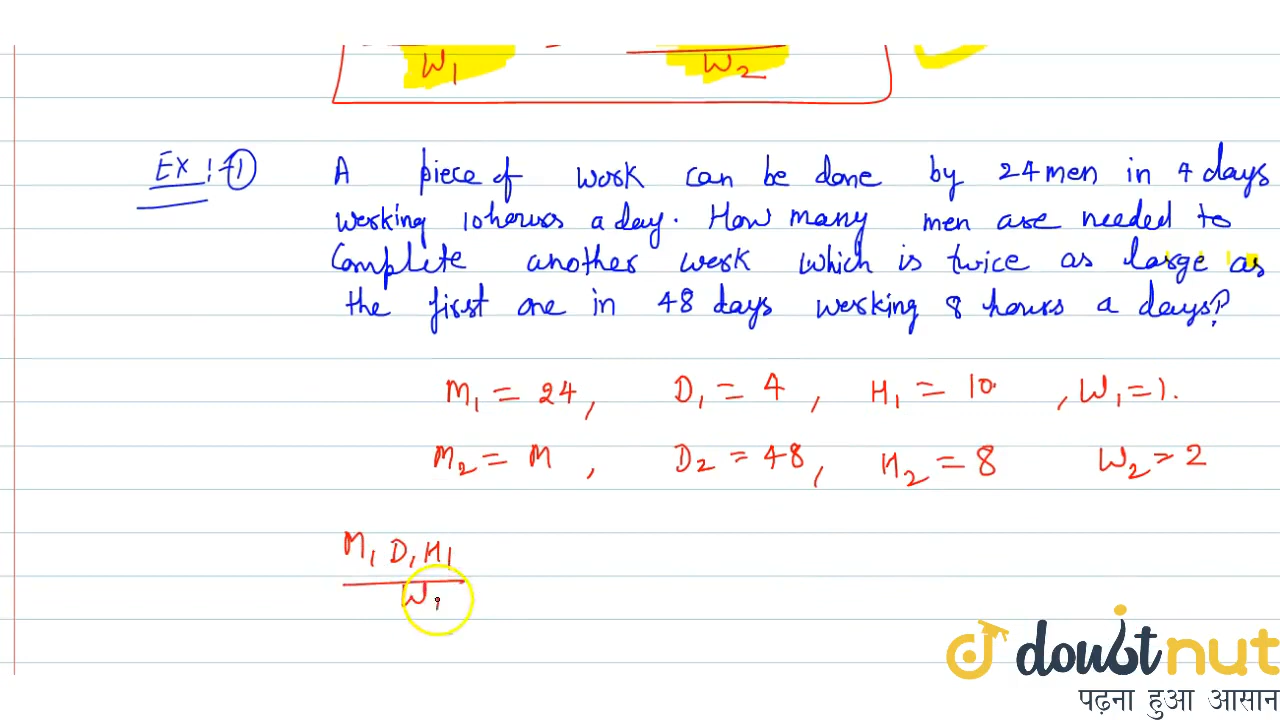 W₁ = W₂
Ex:-① A piece of work can be done by 24 men in 4 days
working 10 hours a day. How many men are needed to
Complete another work which is twice as large as
the first one in 48 days working 8 hours a days?
M₁ = 24, D₁ = 4, H₁ = 10. , W₁ = 1.
M₂ = M, D₂ = 48, H₂ = 8 W₂ = 2
M₁ D₁ H₁
W₁
doubtnut
पढ़ना हुआ आसान